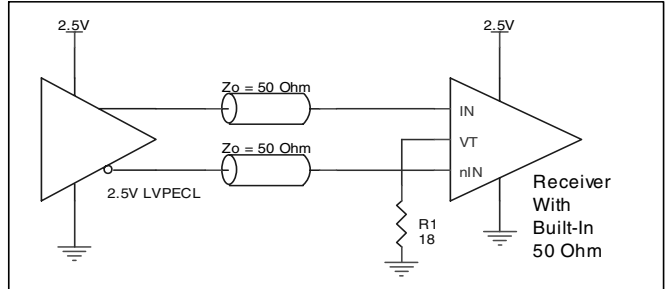 2.5V
2.5V
Zo = 50 Ohm
IN
VT
Zo = 50 Ohm
nIN
2.5V LVPECL
R1
18
Receiver
With
Built-In
50 Ohm